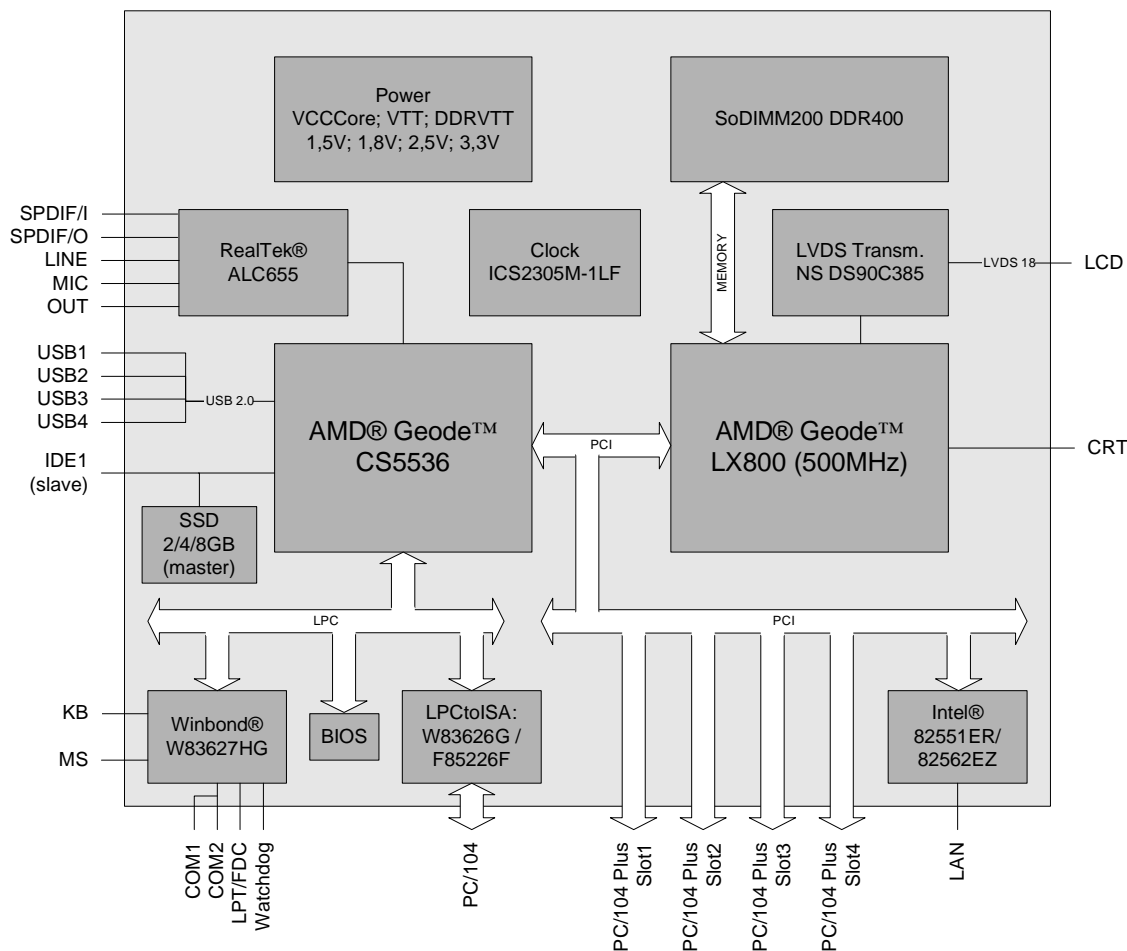 Power
VCCCore; VTT; DDRVTT
1,5V; 1,8V; 2,5V; 3,3V
SoDIMM200 DDR400
SPDIF/I
SPDIF/O
LINE
MIC
OUT
RealTek®
ALC655
Clock
ICS2305M-1LF
MEMORY
LVDS Transm.
NS DS90C385
LVDS 18
LCD
USB1
USB2
USB3
USB4
USB 2.0
AMD® Geode™
CS5536
PCI
AMD® Geode™
LX800 (500MHz)
CRT
IDE1
(slave)
SSD
2/4/8GB
(master)
LPC
PCI
KB
MS
Winbond®
W83627HG
BIOS
LPCtoISA:
W83626G /
F85226F
Intel®
82551ER/
82562EZ
COM1
COM2
LPT/FDC
Watchdog
PC/104
PC/104 Plus
Slot1
PC/104 Plus
Slot2
PC/104 Plus
Slot3
PC/104 Plus
Slot4
LAN